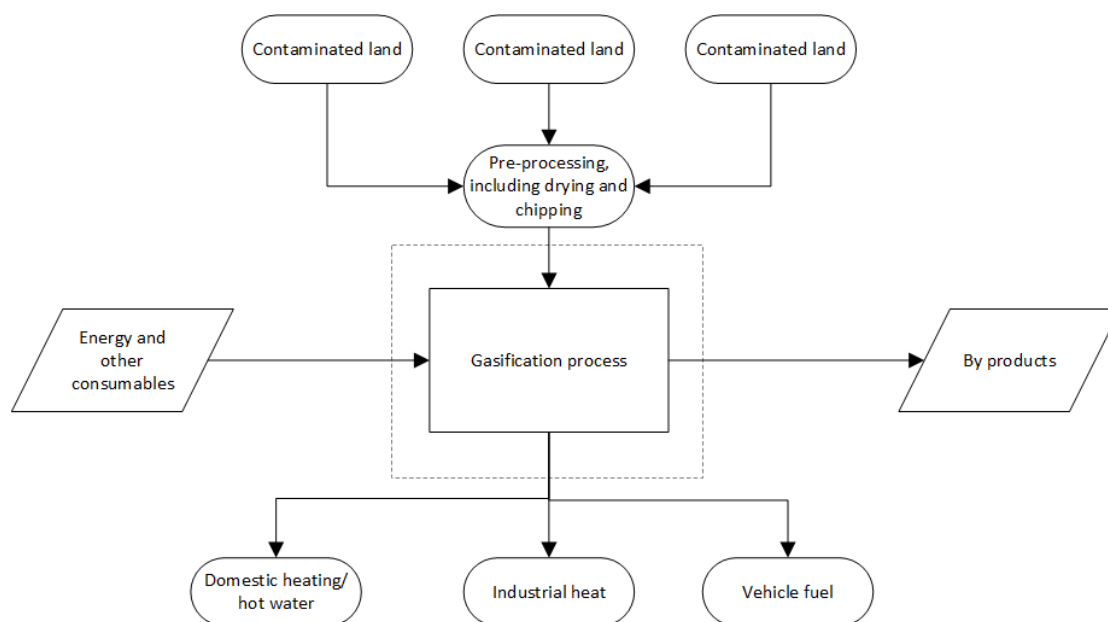 Contaminated land
Contaminated land
Contaminated land
Pre-processing,
including drying and
chipping
Energy and
other
consumables
Gasification process
By products
Domestic heating/
hot water
Industrial heat
Vehicle fuel